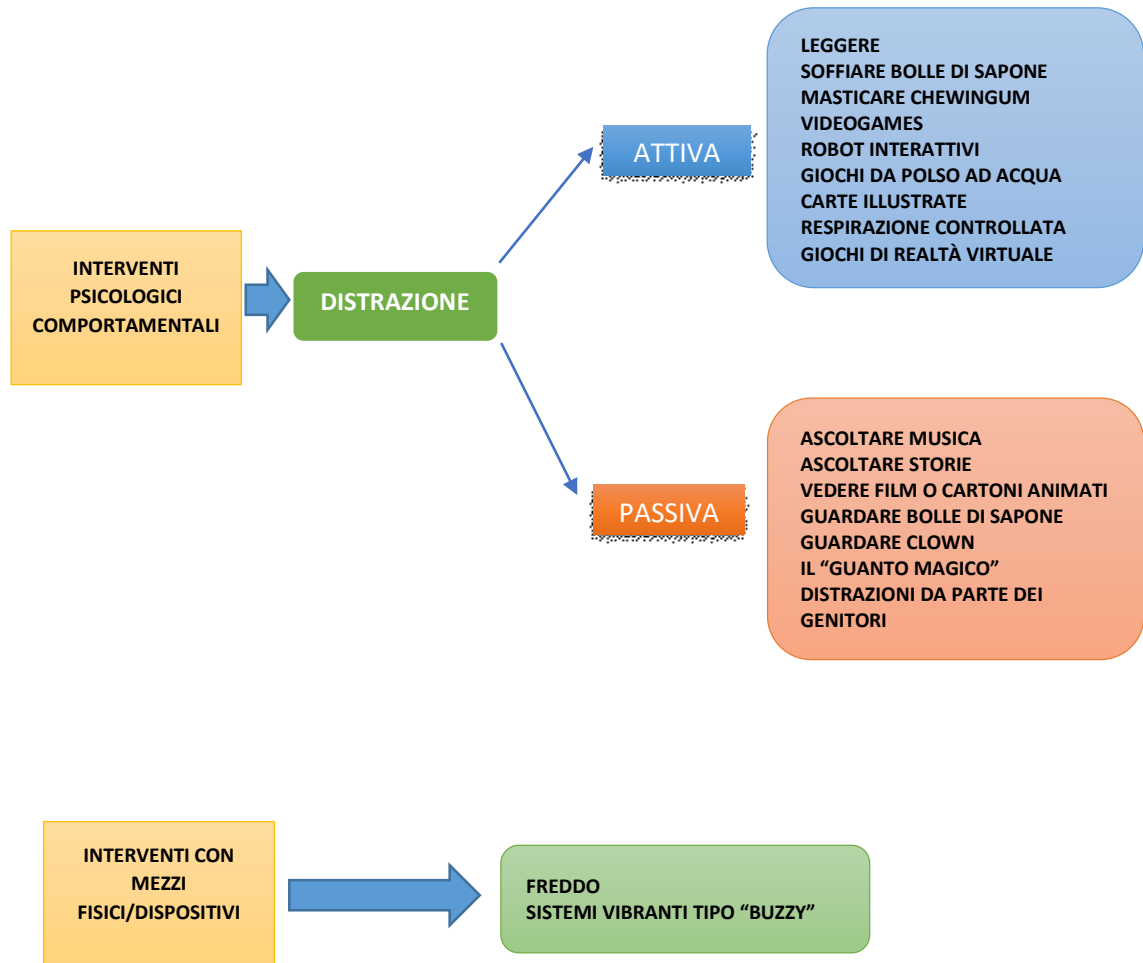 INTERVENTI
PSICOLOGICI
COMPORTAMENTALI
DISTRAZIONE
ATTIVA
LEGGERE
SOFFIARE BOLLE DI SAPONE
MASTICARE CHEWINGUM
VIDEOGAMES
ROBOT INTERATTIVI
GIOCHI DA POLSO AD ACQUA
CARTE ILLUSTRATE
RESPIRAZIONE CONTROLLATA
GIOCHI DI REALTÀ VIRTUALE
PASSIVA
ASCOLTARE MUSICA
ASCOLTARE STORIE
VEDERE FILM O CARTONI ANIMATI
GUARDARE BOLLE DI SAPONE
GUARDARE CLOWN
IL “GUANTO MAGICO”
DISTRAZIONI DA PARTE DEI
GENITORI
INTERVENTI CON
MEZZI
FISICI/DISPOSITIVI
FREDDO
SISTEMI VIBRANTI TIPO “BUZZY”